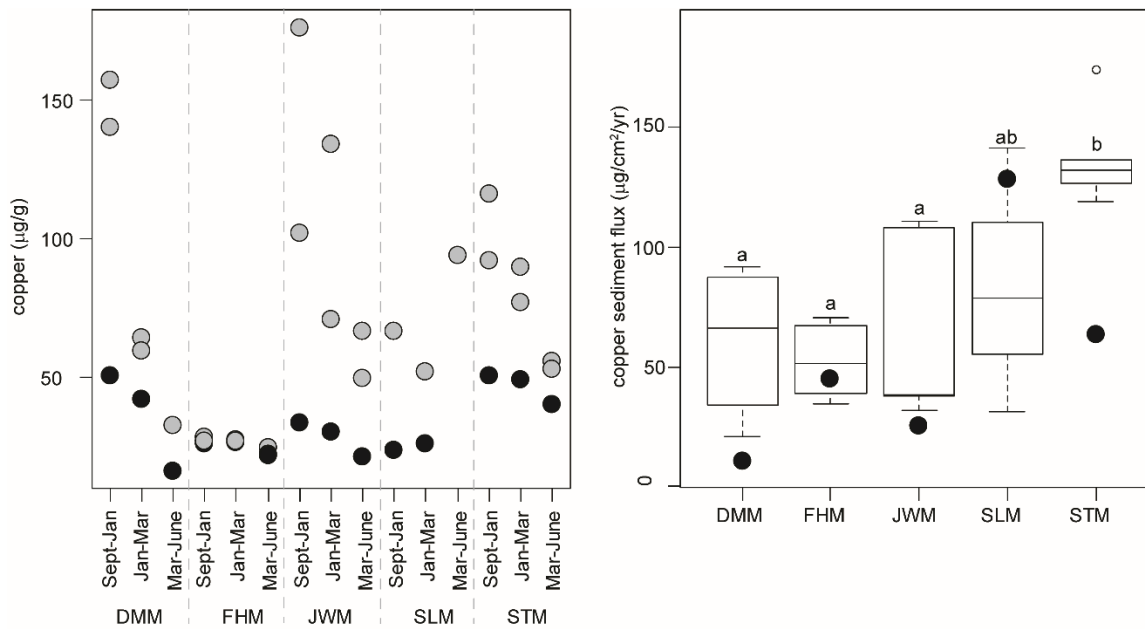 copper (µg/g)
150
100
50
Sept-Jan
Jan-Mar
Mar-June
Sept-Jan
Jan-Mar
Mar-June
Sept-Jan
Jan-Mar
Mar-June
Sept-Jan
Jan-Mar
Mar-June
Sept-Jan
Jan-Mar
Mar-June
DMM FHM JWM SLM STM
copper sediment flux (µg/cm²/yr)
150
100
50
0
a
a
a
ab
b
DMM FHM JWM SLM STM